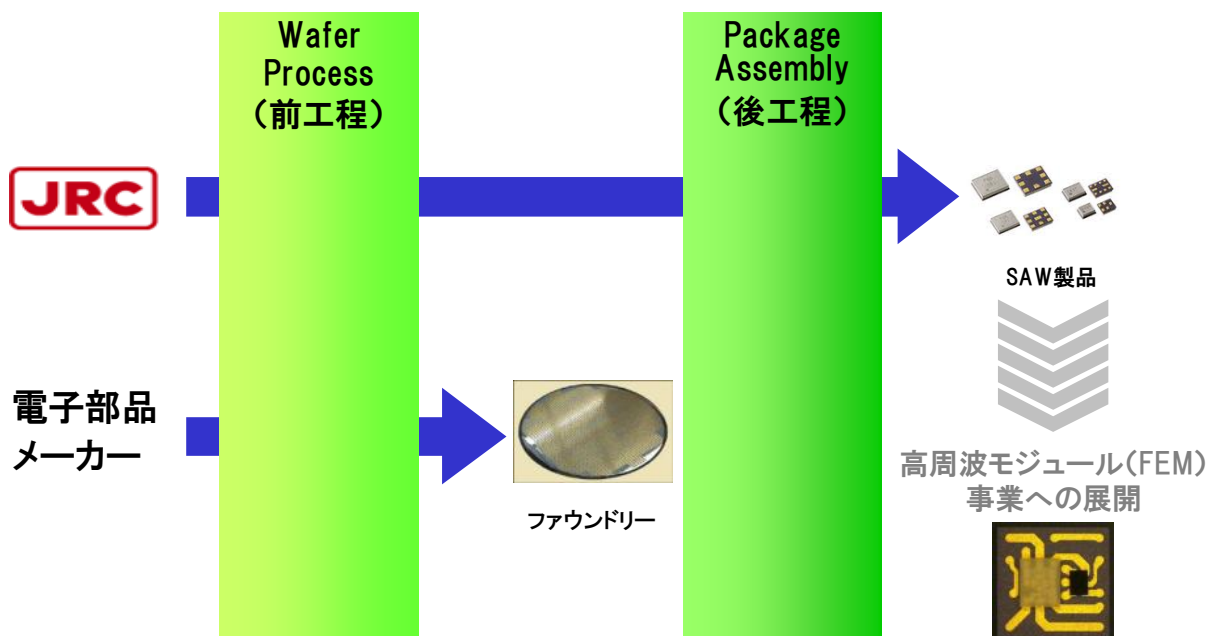 Wafer
Process
（前工程）
Package
Assembly
（後工程）
JRC
SAW製品
電子部品
メーカー
ファウンドリー
高周波モジュール（FEM）
事業への展開